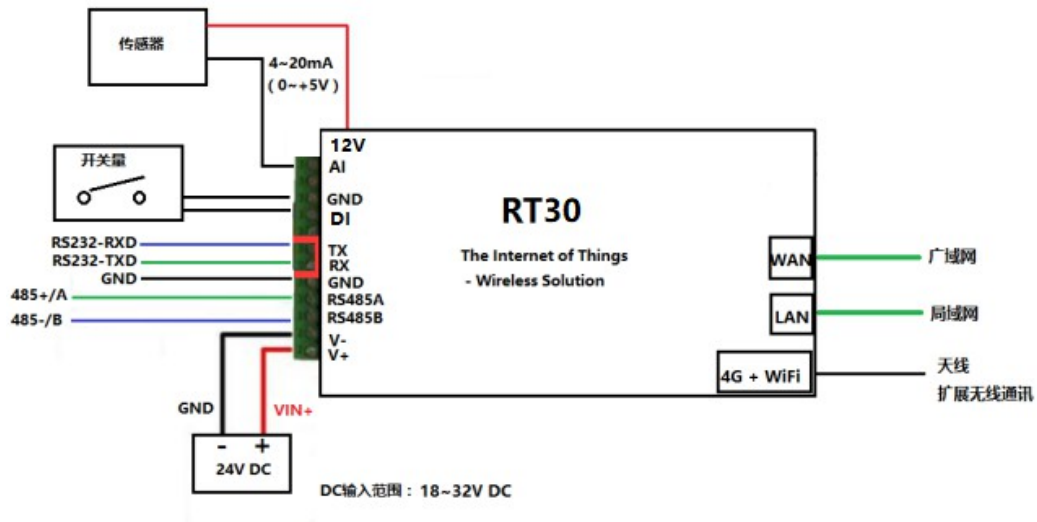 传感器
4~20mA
（0~+5V）
12V
AI
开关量
GND
DI
RT30
RS232-RXD
RS232-TXD
GND
TX
RX
GND
The Internet of Things
- Wireless Solution
WAN
广域网
485+/A
485-/B
RS485A
RS485B
LAN
局域网
V-
V+
4G + WiFi
天线
扩展无线通讯
GND
VIN+
- +
24V DC
DC输入范围：18~32V DC